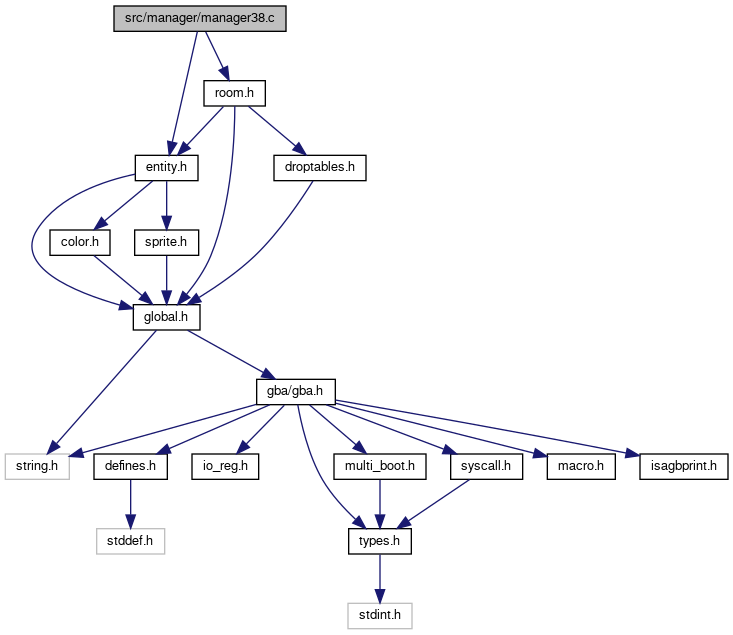 src/manager/manager38.c
room.h
entity.h
droptables.h
color.h
sprite.h
global.h
gba/gba.h
string.h
defines.h
io_reg.h
multi_boot.h
syscall.h
macro.h
isagbprint.h
stddef.h
types.h
stdint.h